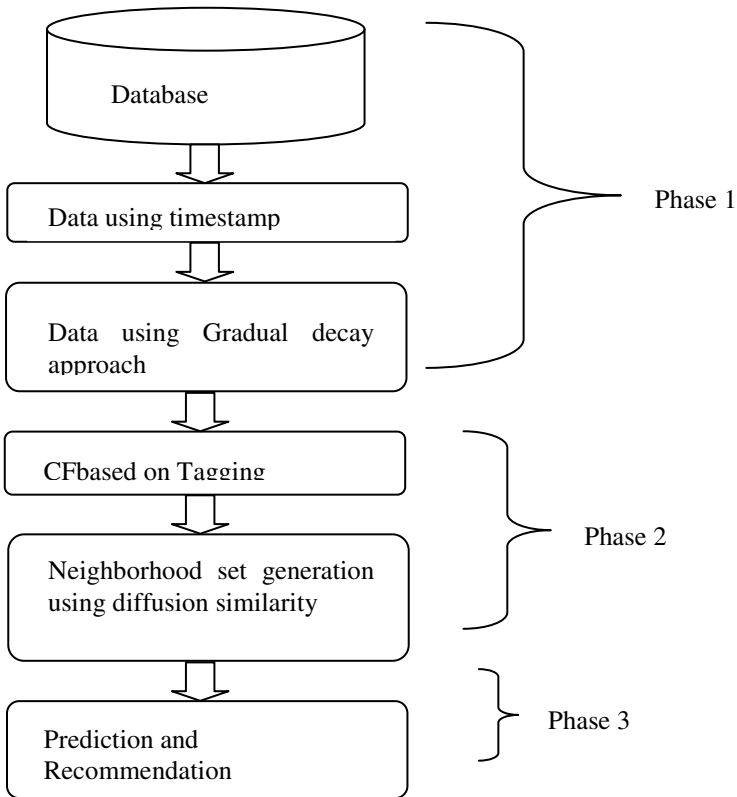 Database
Data using timestamp
Phase 1
Data using Gradual decay
approach
CFbased on Tagging
Phase 2
Neighborhood set generation
using diffusion similarity
Phase 3
Prediction and
Recommendation